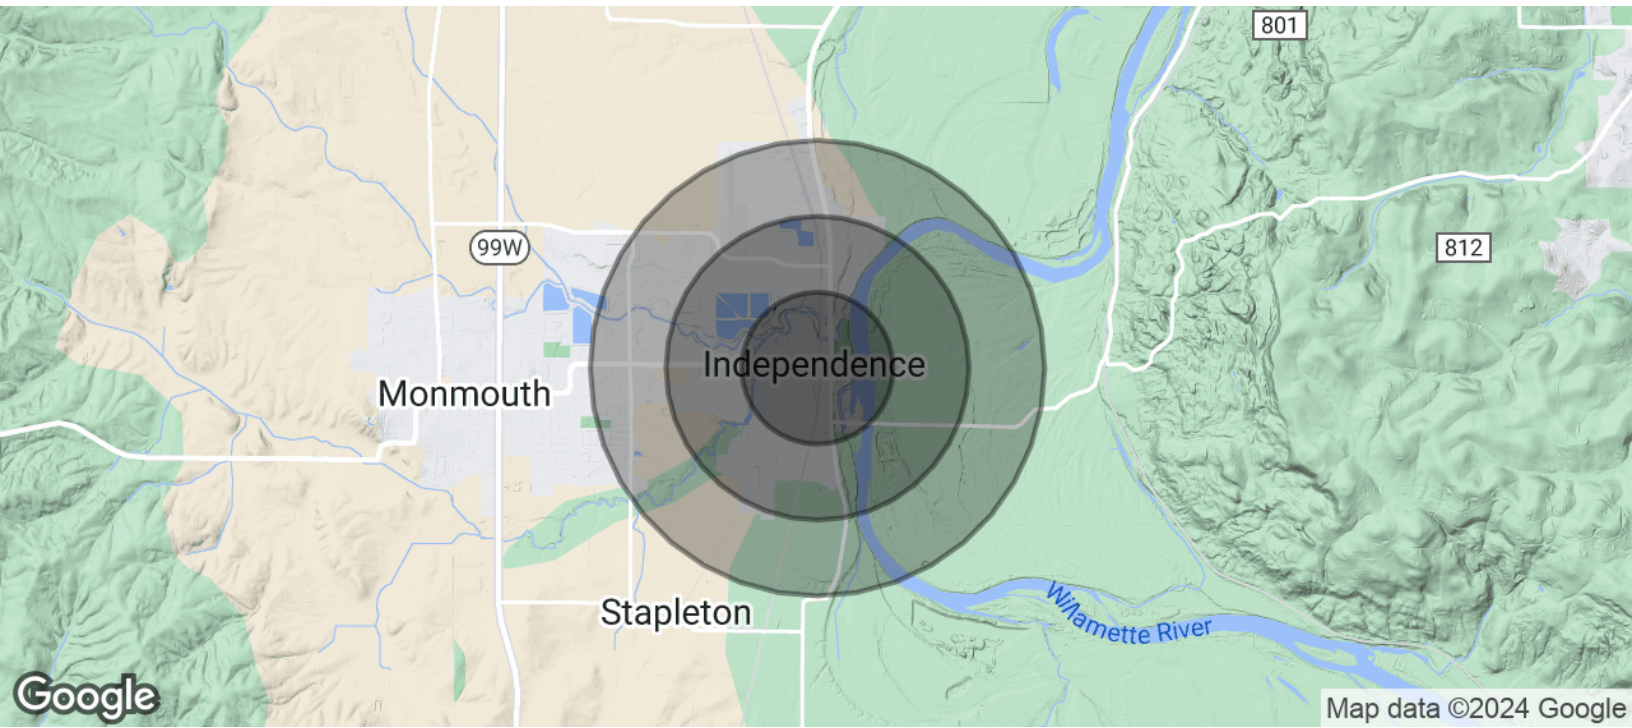 801
99W
812
Independence
Monmouth
Stapleton
Willamette River
Google
Map data ©2024 Google